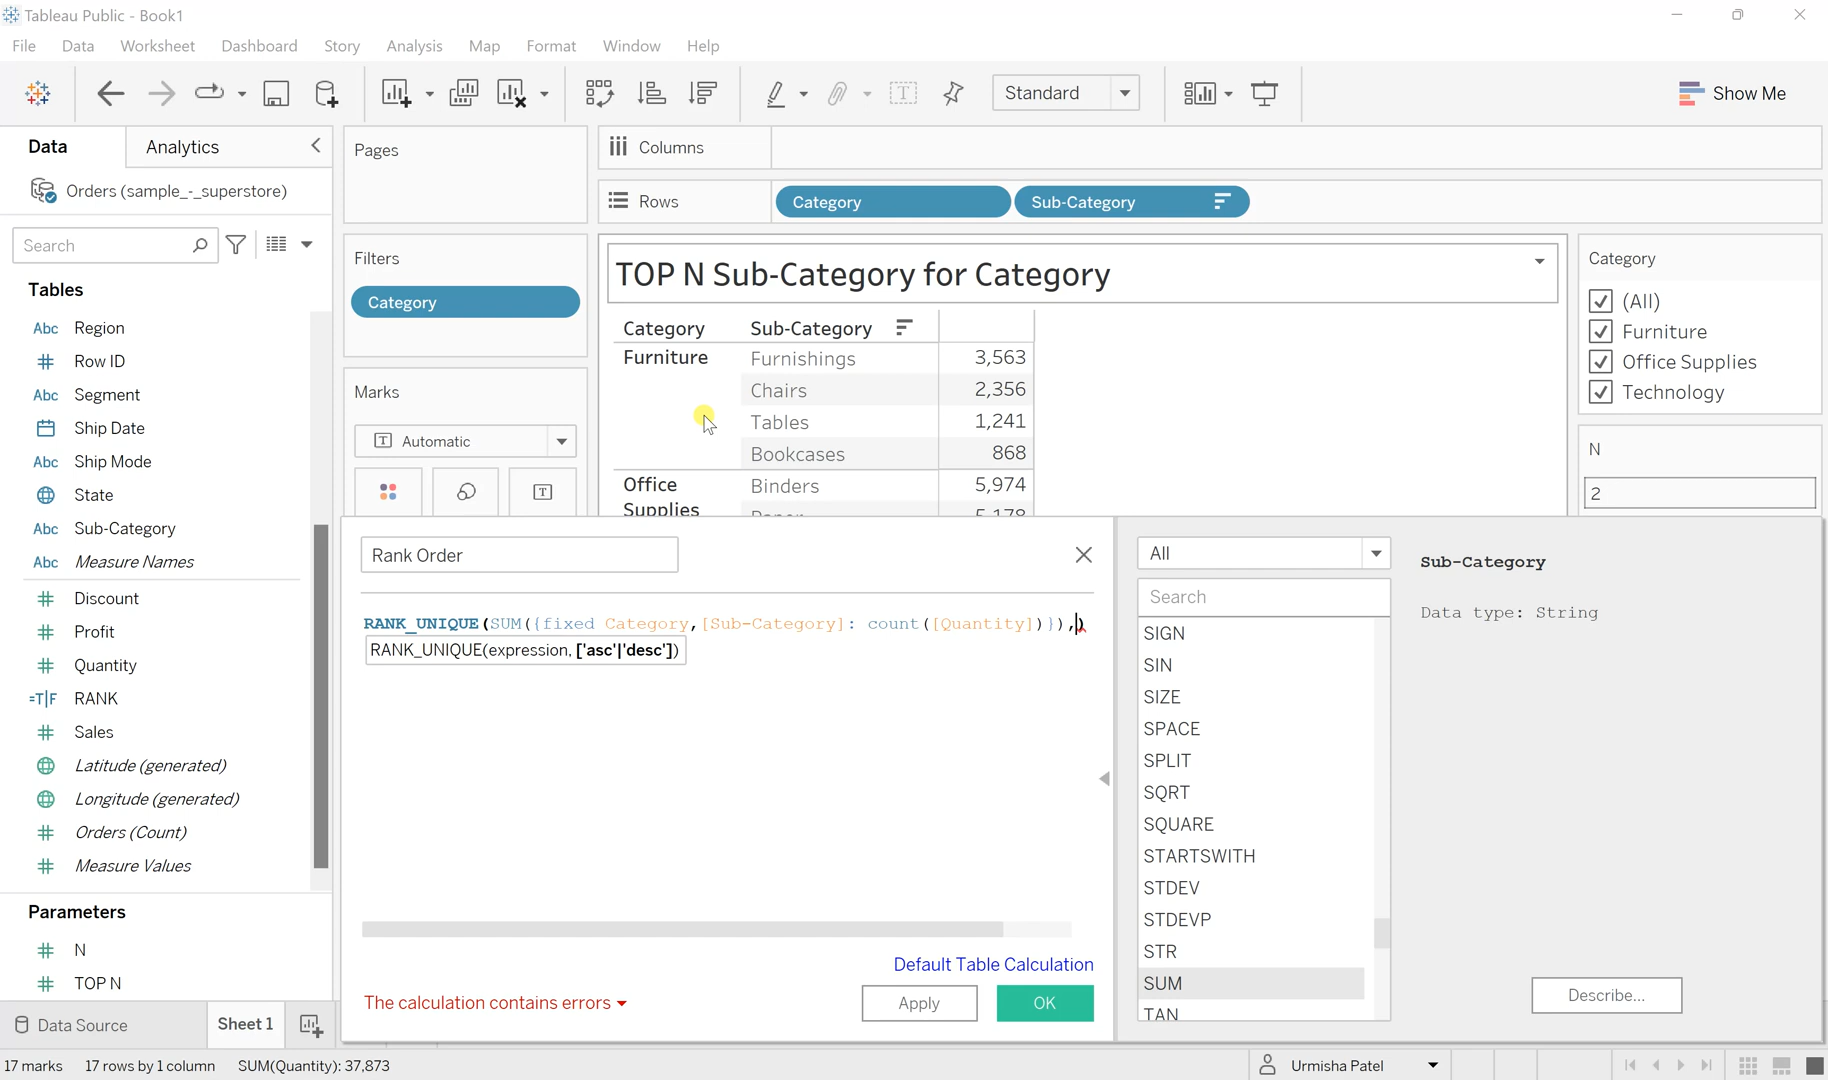 Tableau Public - Book1
File Data Worksheet Dashboard Story Analysis Map Format Window Help
Standard
Show Me
Data Analytics
Orders (sample_-_superstore)
Search
Tables
Abc Region
Row ID
Abc Segment
Ship Date
Abc Ship Mode
State
Abc Sub-Category
Abc Measure Names
Discount
Profit
Quantity
=T|F RANK
Sales
Latitude (generated)
Longitude (generated)
Orders (Count)
Measure Values
Parameters
N
TOP N
Pages
Filters
Category
Marks
Automatic
Columns
Rows Category Sub-Category
TOP N Sub-Category for Category
Category Sub-Category
Furniture Furnishings 3,563
Chairs 2,356
Tables 1,241
Bookcases 868
Office Binders 5,974
Supplies Paper 5,178
Category
(All)
Furniture
Office Supplies
Technology
N
2
Rank Order
RANK_UNIQUE(SUM({fixed Category,[Sub-Category]: count([Quantity])}),)
RANK_UNIQUE(expression, ['asc'|'desc'])
Default Table Calculation
The calculation contains errors
Apply OK
All
Search
SIGN
SIN
SIZE
SPACE
SPLIT
SQRT
SQUARE
STARTSWITH
STDEV
STDEVP
STR
SUM
TAN
Sub-Category
Data type: String
Describe...
Data Source Sheet 1
17 marks 17 rows by 1 column SUM(Quantity): 37,873
Urmisha Patel